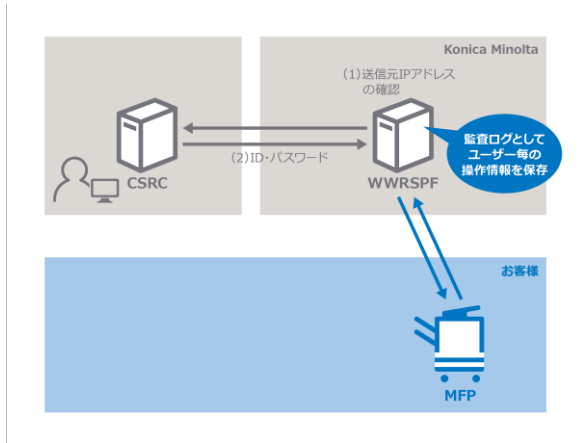 Konica Minolta
(1)送信元IPアドレス
の確認
監査ログとして
ユーザー毎の
操作情報を保存
(2)ID・パスワード
CSRC
WWRSPF
お客様
MFP